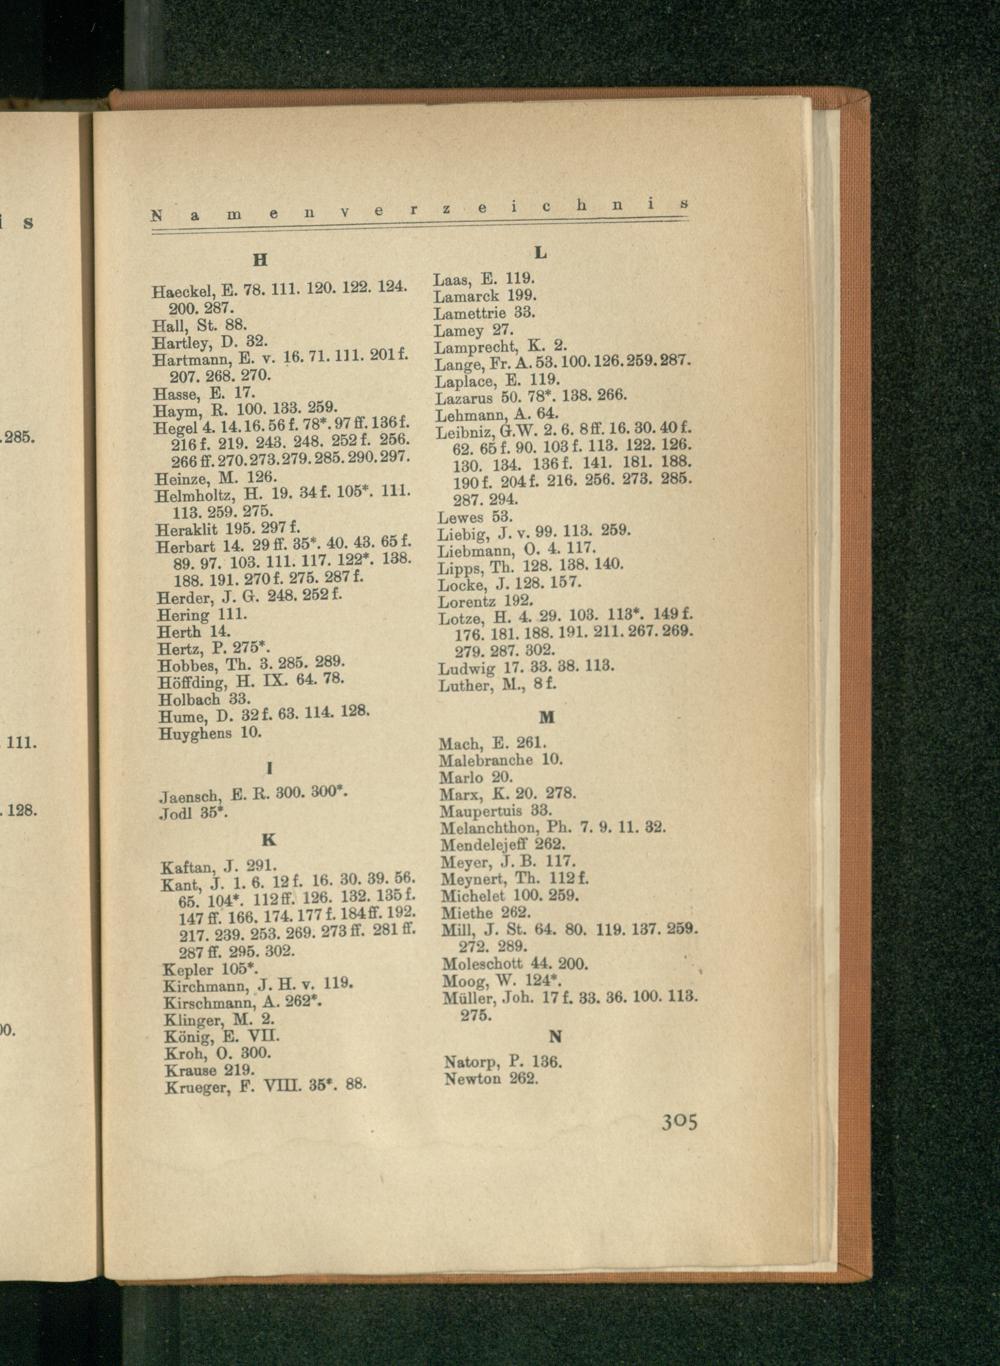 i s
.285.
111.
. 128.
00.
Namenverzeichnis
H
Haeckel, E. 78. 111. 120. 122. 124.
200. 287.
Hall, St. 88.
Hartley, D. 32.
Hartmann, E. v. 16. 71. 111. 201 f.
207. 268. 270.
Hasse, E. 17.
Haym, R. 100. 133. 259.
Hegel 4. 14. 16. 56 f. 78*. 97 ff. 136 f.
216 f. 219. 243. 248. 252 f. 256.
266 ff. 270. 273. 279. 285. 290. 297.
Heinze, M. 126.
Helmholtz, H. 19. 34 f. 105*. 111.
113. 259. 275.
Heraklit 195. 297 f.
Herbart 14. 29 ff. 35*. 40. 43. 65 f.
89. 97. 103. 111. 117. 122*. 138.
188. 191. 270 f. 275. 287 f.
Herder, J. G. 248. 252 f.
Hering 111.
Herth 14.
Hertz, P. 275*.
Hobbes, Th. 3. 285. 289.
Höffding, H. IX. 64. 78.
Holbach 33.
Hume, D. 32 f. 63. 114. 128.
Huyghens 10.
I
Jaensch, E. R. 300. 300*.
Jodl 35*.
K
Kaftan, J. 291.
Kant, J. 1. 6. 12 f. 16. 30. 39. 56.
65. 104*. 112 ff. 126. 132. 135 f.
147 ff. 166. 174. 177 f. 184 ff. 192.
217. 239. 253. 269. 273 ff. 281 ff.
287 ff. 295. 302.
Kepler 105*.
Kirchmann, J. H. v. 119.
Kirschmann, A. 262*.
Klinger, M. 2.
König, E. VII.
Kroh, O. 300.
Krause 219.
Krueger, F. VIII. 35*. 88.
L
Laas, E. 119.
Lamarck 199.
Lamettrie 33.
Lamey 27.
Lamprecht, K. 2.
Lange, Fr. A. 53. 100. 126. 259. 287.
Laplace, E. 119.
Lazarus 50. 78*. 138. 266.
Lehmann, A. 64.
Leibniz, G.W. 2. 6. 8 ff. 16. 30. 40 f.
62. 65 f. 90. 103 f. 113. 122. 126.
130. 134. 136 f. 141. 181. 188.
190 f. 204 f. 216. 256. 273. 285.
287. 294.
Lewes 53.
Liebig, J. v. 99. 113. 259.
Liebmann, O. 4. 117.
Lipps, Th. 128. 138. 140.
Locke, J. 128. 157.
Lorentz 192.
Lotze, H. 4. 29. 103. 113*. 149 f.
176. 181. 188. 191. 211. 267. 269.
279. 287. 302.
Ludwig 17. 33. 38. 113.
Luther, M., 8 f.
M
Mach, E. 261.
Malebranche 10.
Marlo 20.
Marx, K. 20. 278.
Maupertuis 33.
Melanchthon, Ph. 7. 9. 11. 32.
Mendelejeff 262.
Meyer, J. B. 117.
Meynert, Th. 112 f.
Michelet 100. 259.
Miethe 262.
Mill, J. St. 64. 80. 119. 137. 259.
272. 289.
Moleschott 44. 200.
Moog, W. 124*.
Müller, Joh. 17 f. 33. 36. 100. 113.
275.
N
Natorp, P. 136.
Newton 262.
305